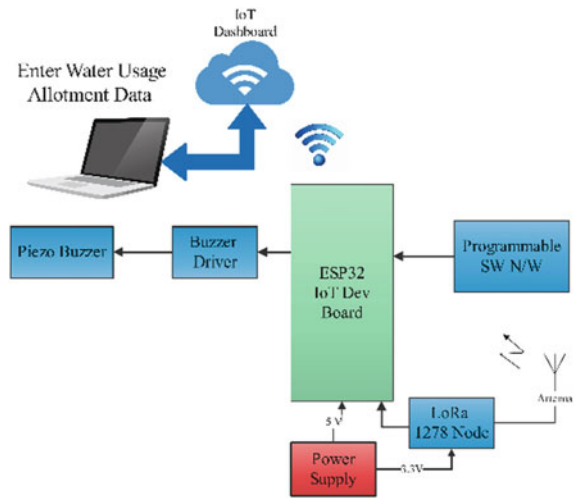 IoT
Dashboard
Enter Water Usage
Allotment Data
Piezo Buzzer
Buzzer
Driver
ESP32
IoT Dev
Board
Programmable
SW N/W
Antenna
LoRa
1278 Node
5 V
Power
Supply
3.3V